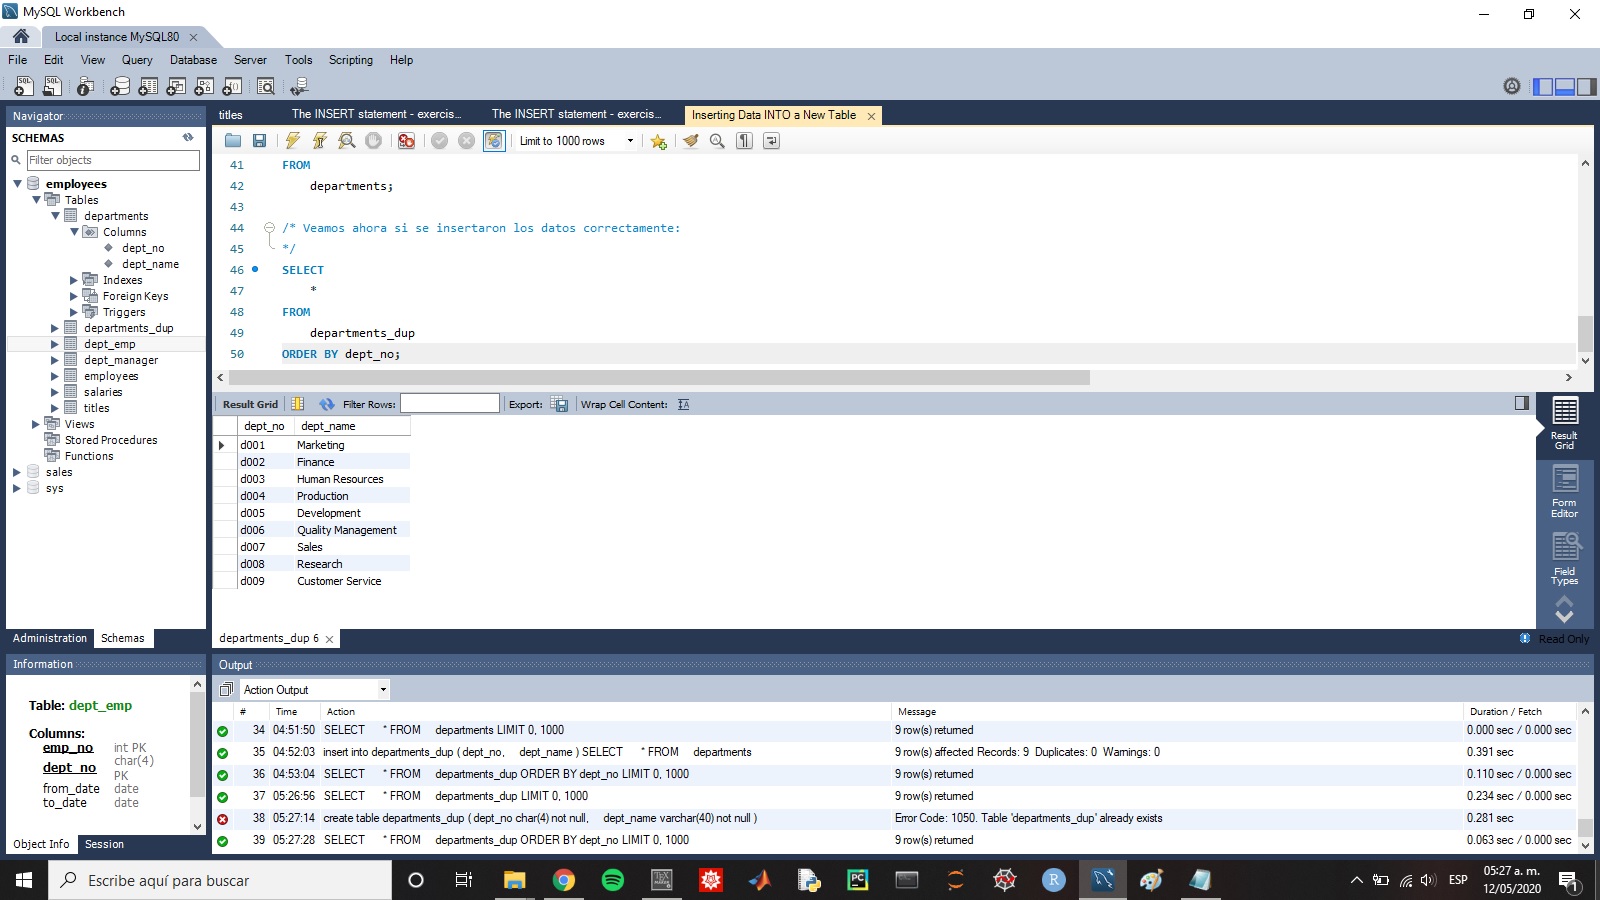 MySQL Workbench
Local instance MySQL80
File Edit View Query Database Server Tools Scripting Help
Navigator
SCHEMAS
Filter objects
employees
Tables
departments
Columns
dept_no
dept_name
Indexes
Foreign Keys
Triggers
departments_dup
dept_emp
dept_manager
employees
salaries
titles
Views
Stored Procedures
Functions
sales
sys
Administration Schemas
Information
Table: dept_emp
Columns:
emp_no int PK
dept_no char(4) PK
from_date date
to_date date
Object Info Session
titles The INSERT statement - exercis... The INSERT statement - exercis... Inserting Data INTO a New Table
Limit to 1000 rows
41 FROM
42 departments;
43
44 /* Veamos ahora si se insertaron los datos correctamente:
45 */
46 SELECT
47 *
48 FROM
49 departments_dup
50 ORDER BY dept_no;
Result Grid Filter Rows: Export: Wrap Cell Content:
dept_no dept_name
d001 Marketing
d002 Finance
d003 Human Resources
d004 Production
d005 Development
d006 Quality Management
d007 Sales
d008 Research
d009 Customer Service
Result Grid
Form Editor
Field Types
departments_dup 6
Read Only
Output
Action Output
# Time Action Message Duration / Fetch
34 04:51:50 SELECT * FROM departments LIMIT 0, 1000 9 row(s) returned 0.000 sec / 0.000 sec
35 04:52:03 insert into departments_dup ( dept_no, dept_name ) SELECT * FROM departments 9 row(s) affected Records: 9 Duplicates: 0 Warnings: 0 0.391 sec
36 04:53:04 SELECT * FROM departments_dup ORDER BY dept_no LIMIT 0, 1000 9 row(s) returned 0.110 sec / 0.000 sec
37 05:26:56 SELECT * FROM departments_dup LIMIT 0, 1000 9 row(s) returned 0.234 sec / 0.000 sec
38 05:27:14 create table departments_dup ( dept_no char(4) not null, dept_name varchar(40) not null ) Error Code: 1050. Table 'departments_dup' already exists 0.281 sec
39 05:27:28 SELECT * FROM departments_dup ORDER BY dept_no LIMIT 0, 1000 9 row(s) returned 0.063 sec / 0.000 sec
Escribe aquí para buscar
ESP
05:27 a. m.
12/05/2020
1